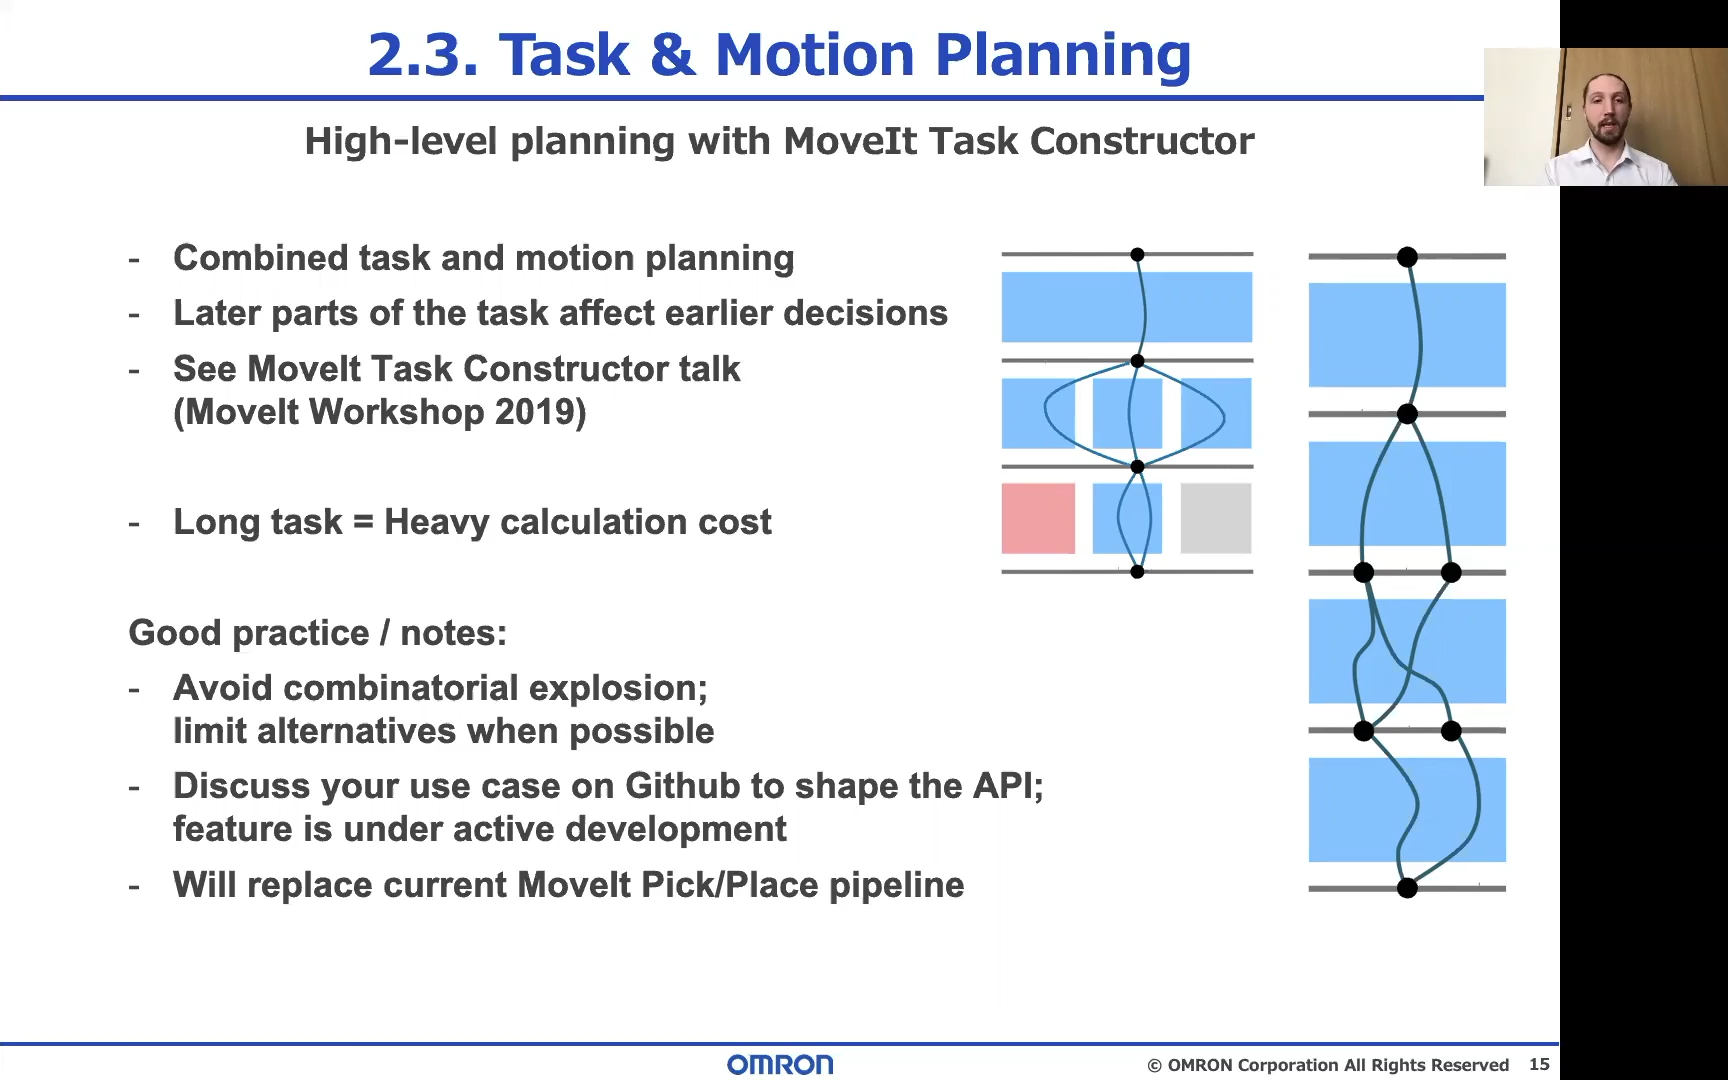 2.3. Task & Motion Planning
High-level planning with MoveIt Task Constructor
- Combined task and motion planning
- Later parts of the task affect earlier decisions
- See MoveIt Task Constructor talk
(MoveIt Workshop 2019)
- Long task = Heavy calculation cost
Good practice / notes:
- Avoid combinatorial explosion;
limit alternatives when possible
- Discuss your use case on Github to shape the API;
feature is under active development
- Will replace current MoveIt Pick/Place pipeline
OMRON
© OMRON Corporation All Rights Reserved 15